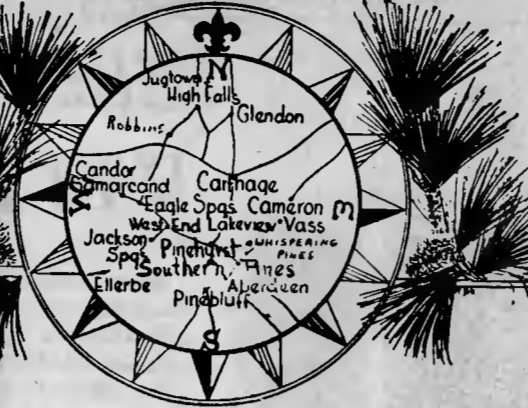 N
Jugtown
High Falls
Glendon
Robbins
Candor
Samarcand
Carthage
W
Eagle Spgs Cameron
E
West End Lakeview Vass
Jackson Spgs
Pinehurst
WHISPERING PINES
Southern Pines
Ellerbe
Aberdeen
Pinebluff
S